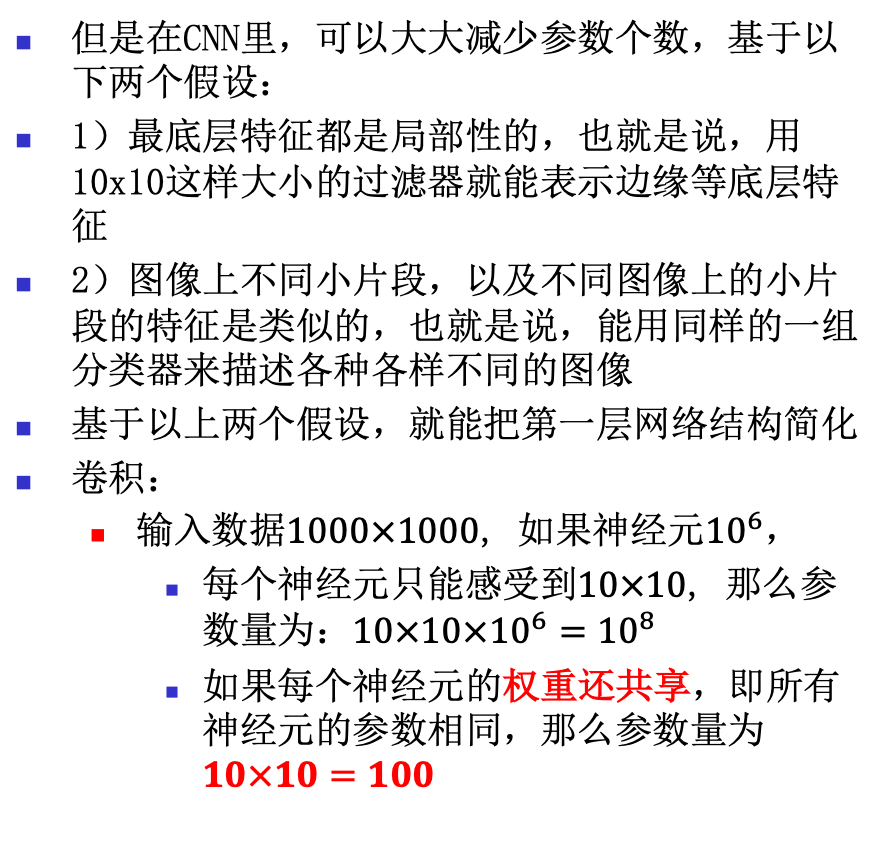 但是在CNN里，可以大大减少参数个数，基于以
下两个假设：
1）最底层特征都是局部性的，也就是说，用
10x10这样大小的过滤器就能表示边缘等底层特
征
2）图像上不同小片段，以及不同图像上的小片
段的特征是类似的，也就是说，能用同样的一组
分类器来描述各种各样不同的图像
基于以上两个假设，就能把第一层网络结构简化
卷积：
输入数据1000×1000, 如果神经元10⁶，
每个神经元只能感受到10×10, 那么参
数量为：10×10×10⁶ = 10⁸
如果每个神经元的权重还共享，即所有
神经元的参数相同，那么参数量为
10×10 = 100